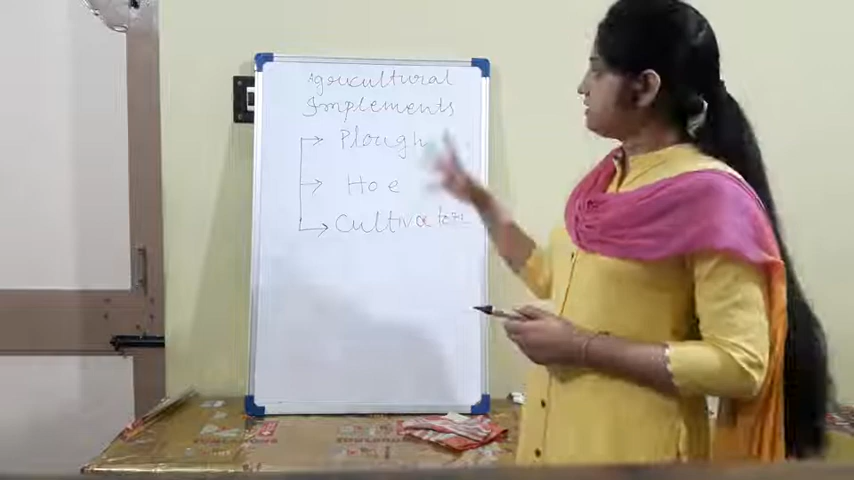 Agricultural
Implements
Plough
Hoe
Cultivator